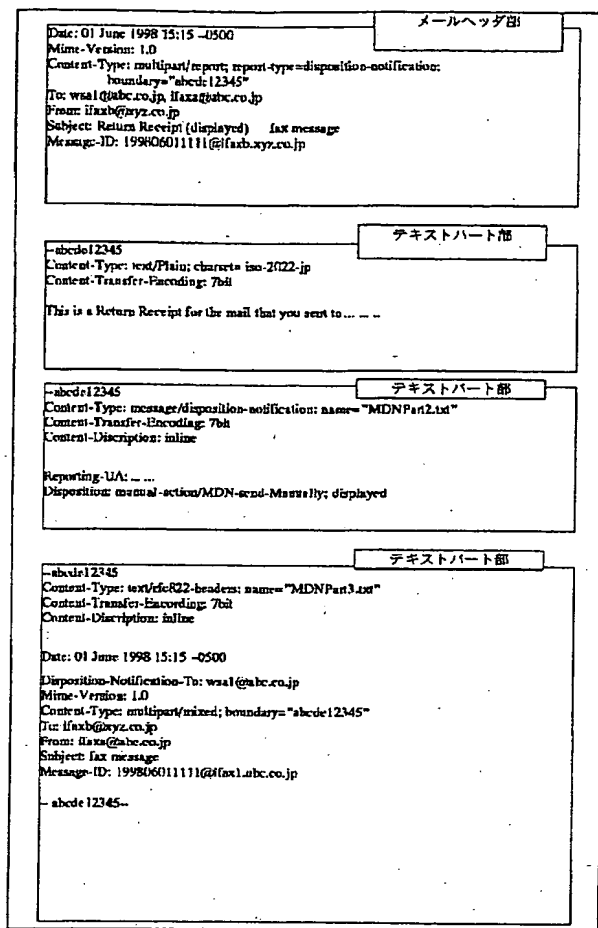 メールヘッダ部
Date: 01 June 1998 15:15 -0500
Mime-Version: 1.0
Content-Type: multipart/report; report-type=disposition-notification;
boundary="abcde12345"
To: wsa1@abc.co.jp, ifaxa@abc.co.jp
From: ifaxb@xyz.co.jp
Subject: Return Receipt (displayed) fax message
Message-ID: 199806011111@ifaxb.xyz.co.jp
テキストパート部
--abcde12345
Content-Type: text/Plain; charset= iso-2022-jp
Content-Transfer-Encoding: 7bit
This is a Return Receipt for the mail that you sent to ... ... ..
テキストパート部
--abcde12345
Content-Type: message/disposition-notification; name="MDNPart2.txt"
Content-Transfer-Encoding: 7bit
Content-Discription: inline
Reporting-UA: ... ...
Disposition: manual-action/MDN-send-Manually; displayed
テキストパート部
--abcde12345
Content-Type: text/rfc822-headers; name="MDNPart3.txt"
Content-Transfer-Encording: 7bit
Content-Discription: inline
Date: 01 June 1998 15:15 -0500
Disposition-Notification-To: wsa1@abc.co.jp
Mime-Version: 1.0
Content-Type: multipart/mixed; boundary="abcde12345"
To: ifaxb@xyz.co.jp
From: ifaxa@abc.co.jp
Subject: fax message
Message-ID: 199806011111@ifax1.abc.co.jp
-- abcde12345--